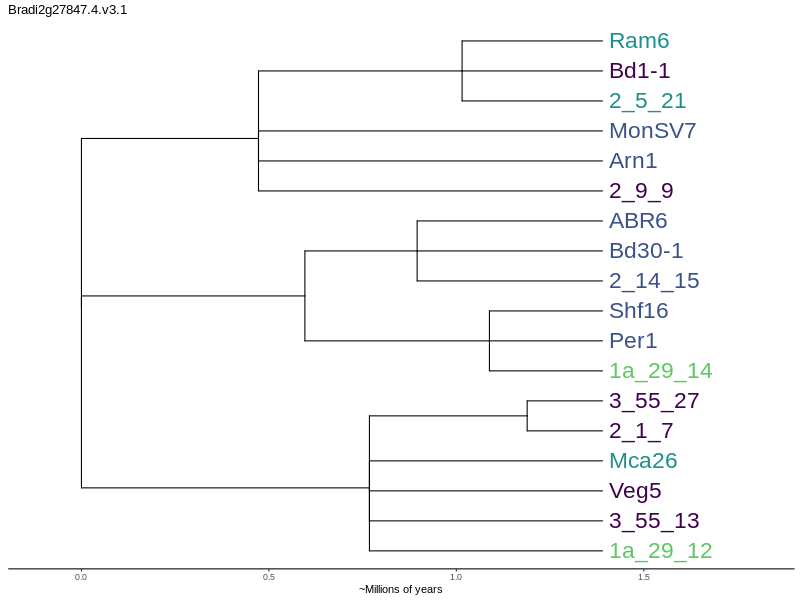 Bradi2g27847.4.v3.1
Ram6
Bd1-1
2_5_21
MonSV7
Arn1
2_9_9
ABR6
Bd30-1
2_14_15
Shf16
Per1
1a_29_14
3_55_27
2_1_7
Mca26
Veg5
3_55_13
1a_29_12
0.0 0.5 1.0 1.5
~Millions of years